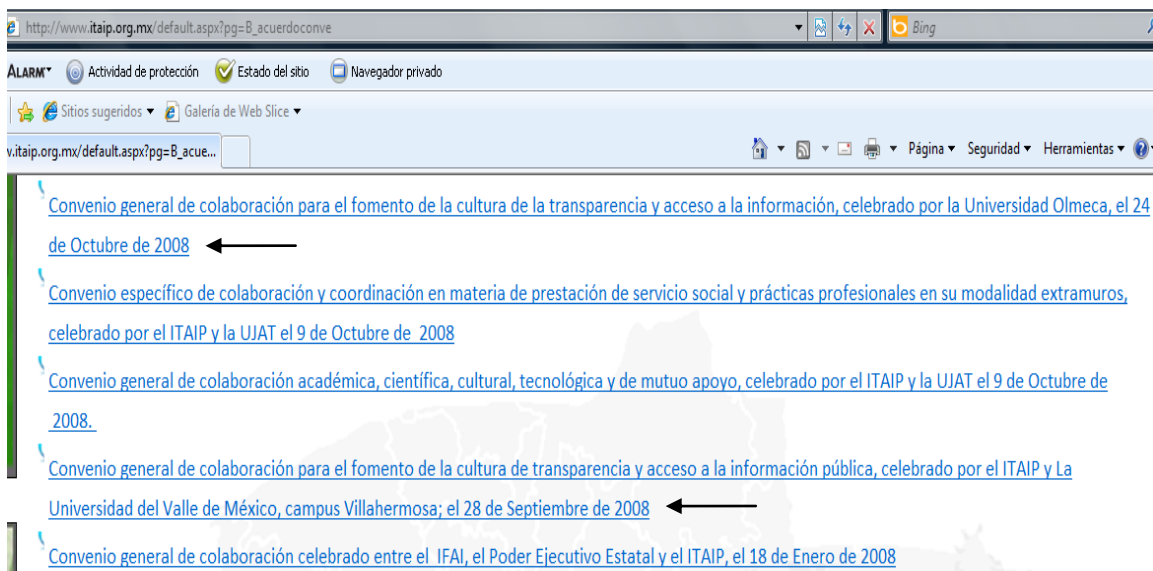 http://www.itaip.org.mx/default.aspx?pg=B_acuerdoconve
Bing
ALARM Actividad de protección Estado del sitio Navegador privado
Sitios sugeridos Galería de Web Slice
v.itaip.org.mx/default.aspx?pg=B_acue... Página Seguridad Herramientas
Convenio general de colaboración para el fomento de la cultura de la transparencia y acceso a la información, celebrado por la Universidad Olmeca, el 24
de Octubre de 2008
Convenio específico de colaboración y coordinación en materia de prestación de servicio social y prácticas profesionales en su modalidad extramuros,
celebrado por el ITAIP y la UJAT el 9 de Octubre de 2008
Convenio general de colaboración académica, científica, cultural, tecnológica y de mutuo apoyo, celebrado por el ITAIP y la UJAT el 9 de Octubre de
2008.
Convenio general de colaboración para el fomento de la cultura de transparencia y acceso a la información pública, celebrado por el ITAIP y La
Universidad del Valle de México, campus Villahermosa; el 28 de Septiembre de 2008
Convenio general de colaboración celebrado entre el IFAI, el Poder Ejecutivo Estatal y el ITAIP, el 18 de Enero de 2008